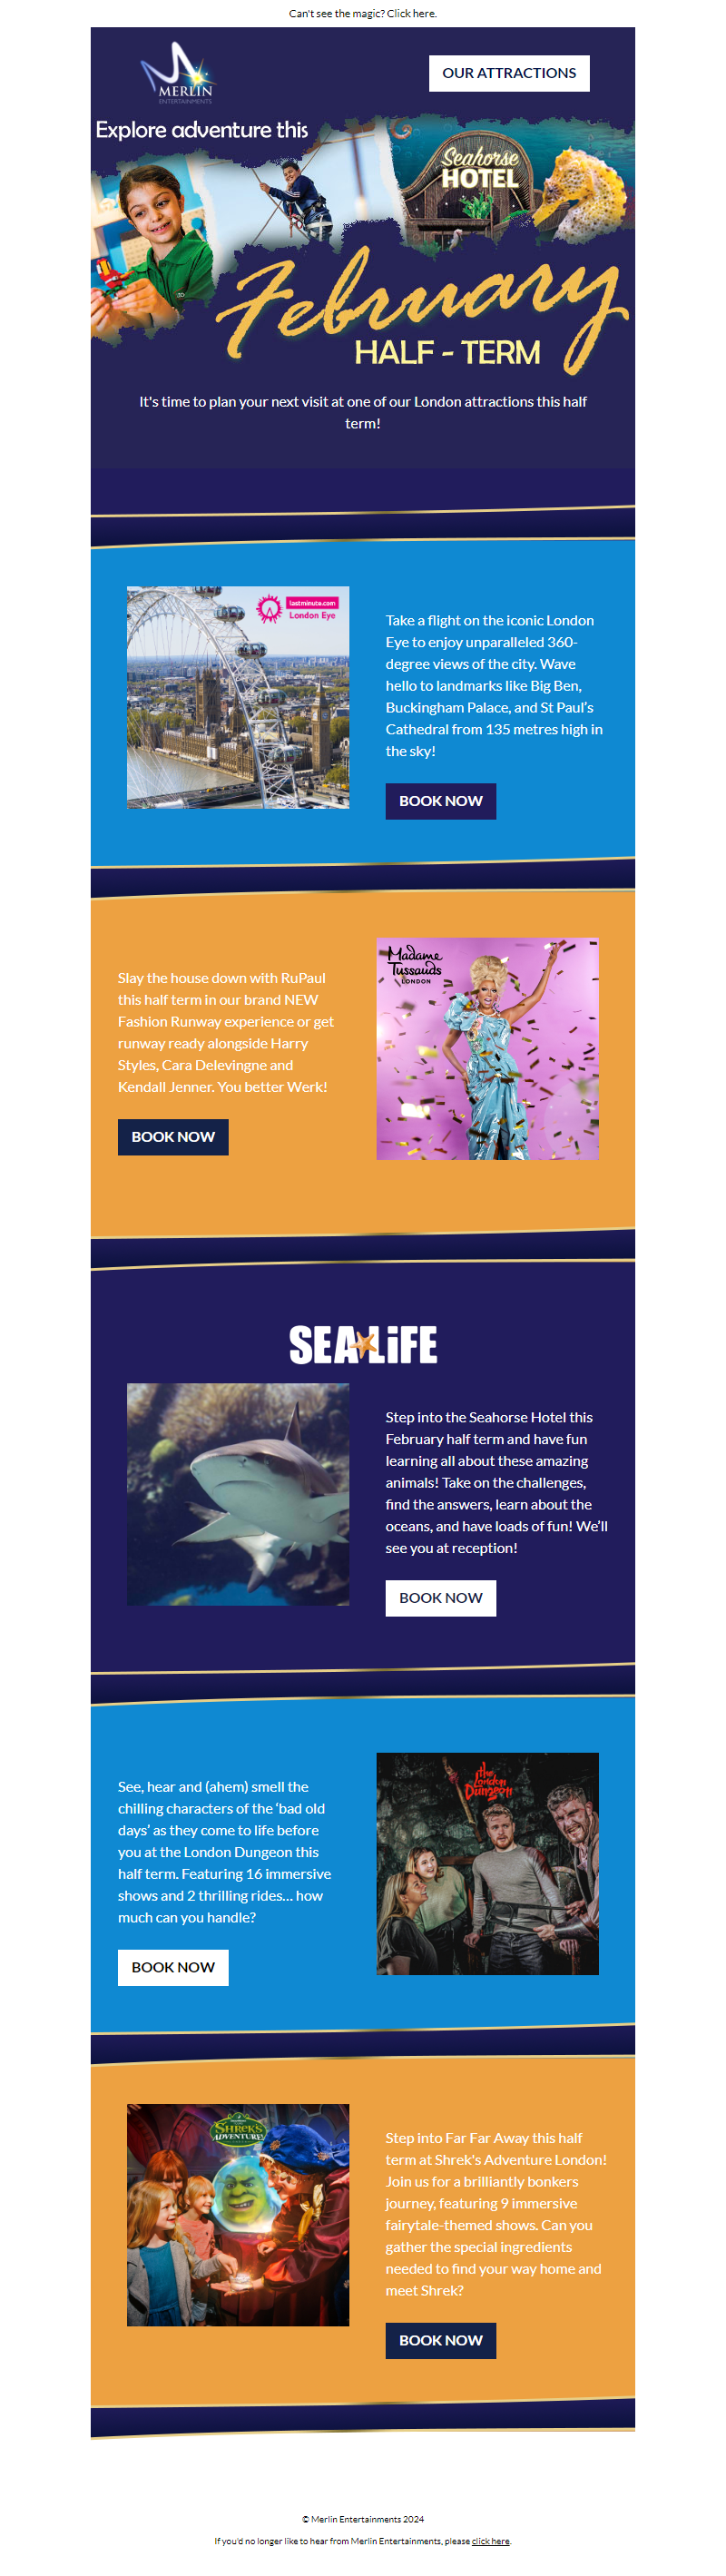 Can't see the magic? Click here.
MERLIN
ENTERTAINMENTS
OUR ATTRACTIONS
Explore adventure this
Seahorse
HOTEL
February
HALF - TERM
It's time to plan your next visit at one of our London attractions this half
term!
lastminute.com
London Eye
Take a flight on the iconic London
Eye to enjoy unparalleled 360-
degree views of the city. Wave
hello to landmarks like Big Ben,
Buckingham Palace, and St Paul’s
Cathedral from 135 metres high in
the sky!
BOOK NOW
Slay the house down with RuPaul
this half term in our brand NEW
Fashion Runway experience or get
runway ready alongside Harry
Styles, Cara Delevingne and
Kendall Jenner. You better Werk!
BOOK NOW
Madame
Tussauds
LONDON
SEA LiFE
Step into the Seahorse Hotel this
February half term and have fun
learning all about these amazing
animals! Take on the challenges,
find the answers, learn about the
oceans, and have loads of fun! We’ll
see you at reception!
BOOK NOW
See, hear and (ahem) smell the
chilling characters of the ‘bad old
days’ as they come to life before
you at the London Dungeon this
half term. Featuring 16 immersive
shows and 2 thrilling rides... how
much can you handle?
BOOK NOW
the
London
Dungeon
SHREK'S
ADVENTURE!
Step into Far Far Away this half
term at Shrek's Adventure London!
Join us for a brilliantly bonkers
journey, featuring 9 immersive
fairytale-themed shows. Can you
gather the special ingredients
needed to find your way home and
meet Shrek?
BOOK NOW
© Merlin Entertainments 2024
If you'd no longer like to hear from Merlin Entertainments, please click here.